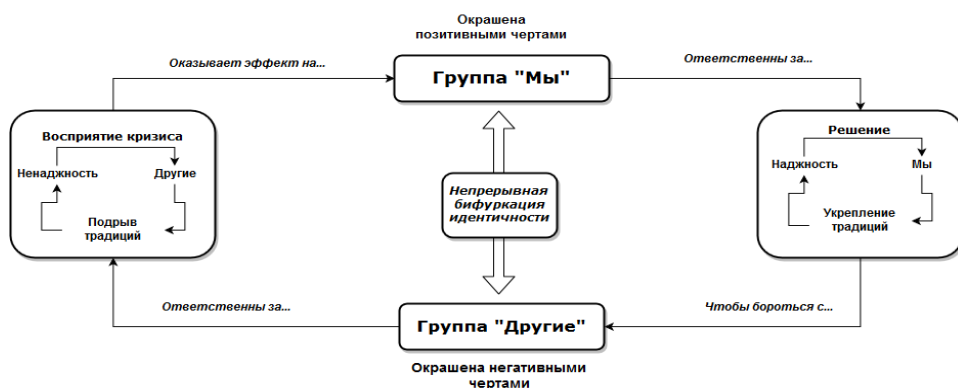 Окрашена
позитивными чертами
Оказывает эффект на...
Группа "Мы"
Ответственны за...
Восприятие кризиса
Ненаджность
Другие
Подрыв
традиций
Непрерывная
бифуркация
идентичности
Решение
Наджность
Мы
Укрепление
традиций
Ответственны за...
Группа "Другие"
Чтобы бороться с...
Окрашена негативными
чертами